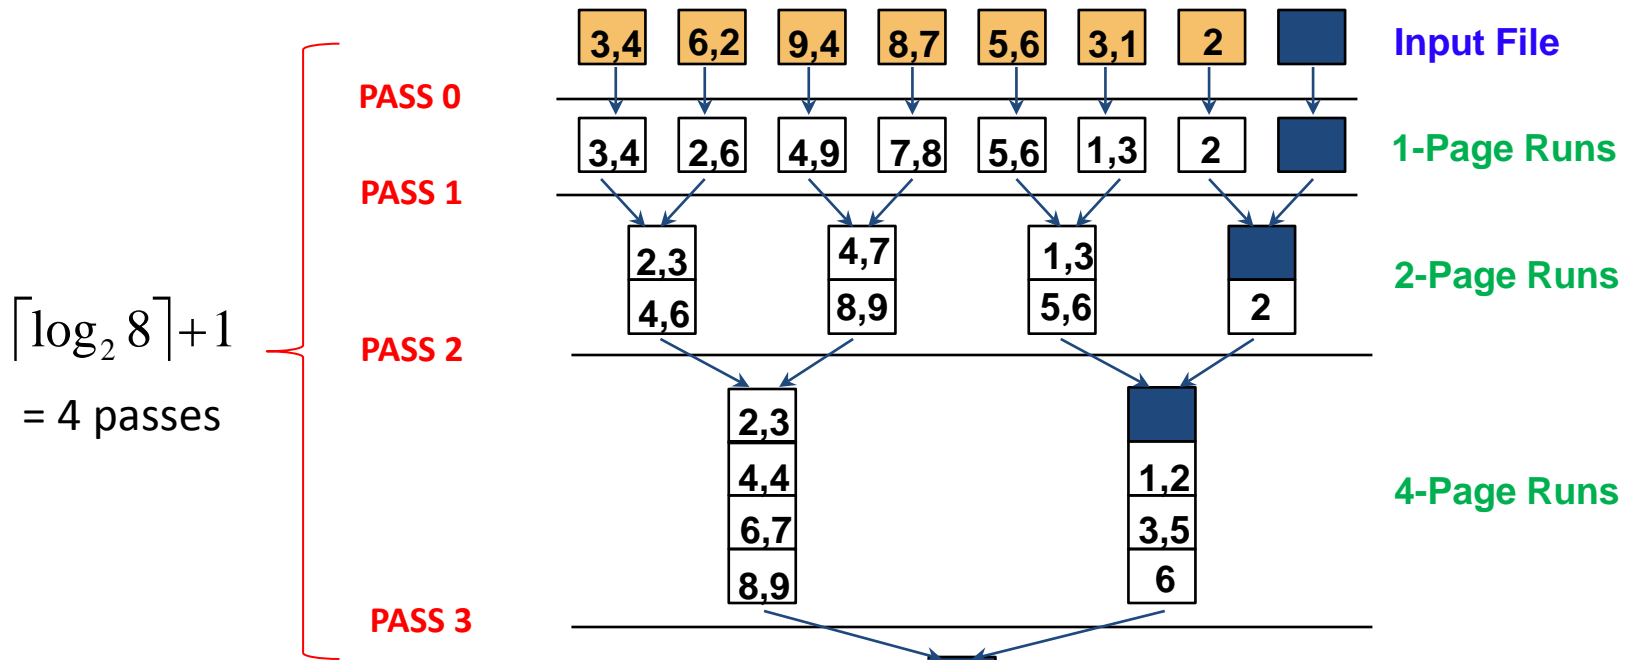 3,4 6,2 9,4 8,7 5,6 3,1 2 Input File
PASS 0
3,4 2,6 4,9 7,8 5,6 1,3 2 1-Page Runs
PASS 1
2,3 4,7 1,3
4,6 8,9 5,6 2 2-Page Runs
⌈log₂ 8⌉+1
= 4 passes
PASS 2
2,3
4,4 1,2
6,7 3,5
8,9 6
4-Page Runs
PASS 3